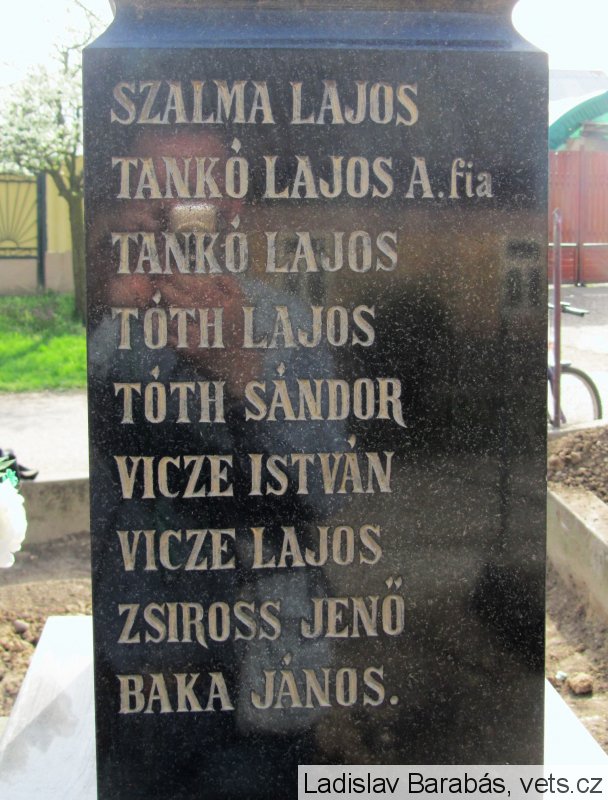 SZALMA LAJOS
TANKÓ LAJOS A.fia
TANKÓ LAJOS
TÓTH LAJOS
TÓTH SÁNDOR
VICZE ISTVÁN
VICZE LAJOS
ZSIROSS JENŐ
BAKA JÁNOS.
Ladislav Barabás, vets.cz